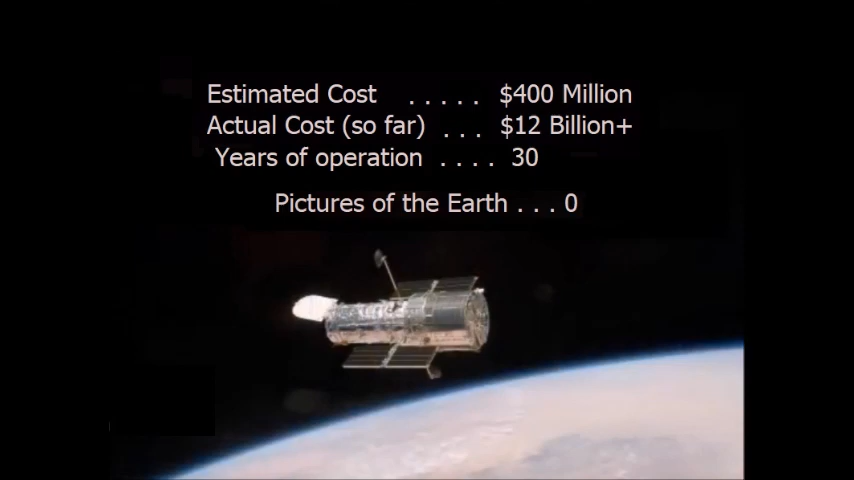 Estimated Cost ..... $400 Million
Actual Cost (so far) ... $12 Billion+
Years of operation .... 30
Pictures of the Earth ... 0